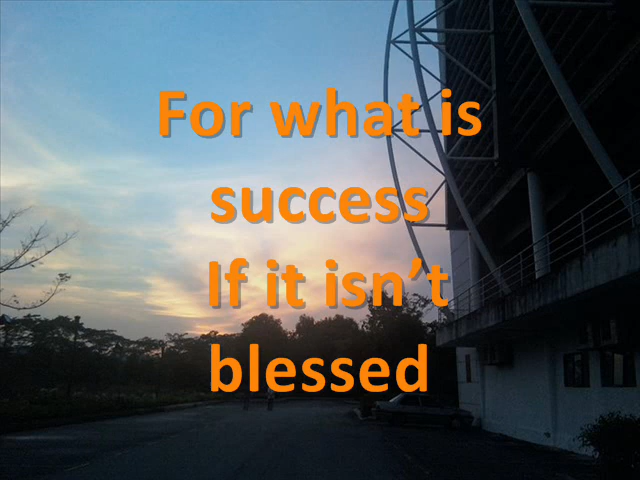 For what is
success
If it isn’t
blessed